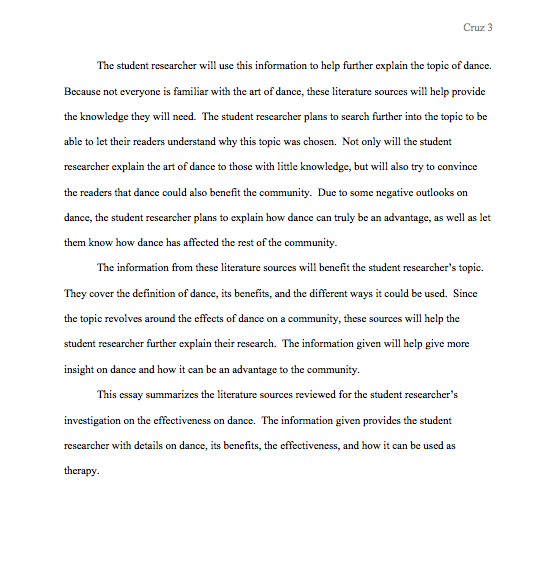 Cruz 3
The student researcher will use this information to help further explain the topic of dance.
Because not everyone is familiar with the art of dance, these literature sources will help provide
the knowledge they will need.  The student researcher plans to search further into the topic to be
able to let their readers understand why this topic was chosen.  Not only will the student
researcher explain the art of dance to those with little knowledge, but will also try to convince
the readers that dance could also benefit the community.  Due to some negative outlooks on
dance, the student researcher plans to explain how dance can truly be an advantage, as well as let
them know how dance has affected the rest of the community.
The information from these literature sources will benefit the student researcher’s topic.
They cover the definition of dance, its benefits, and the different ways it could be used.  Since
the topic revolves around the effects of dance on a community, these sources will help the
student researcher further explain their research.  The information given will help give more
insight on dance and how it can be an advantage to the community.
This essay summarizes the literature sources reviewed for the student researcher’s
investigation on the effectiveness on dance.  The information given provides the student
researcher with details on dance, its benefits, the effectiveness, and how it can be used as
therapy.